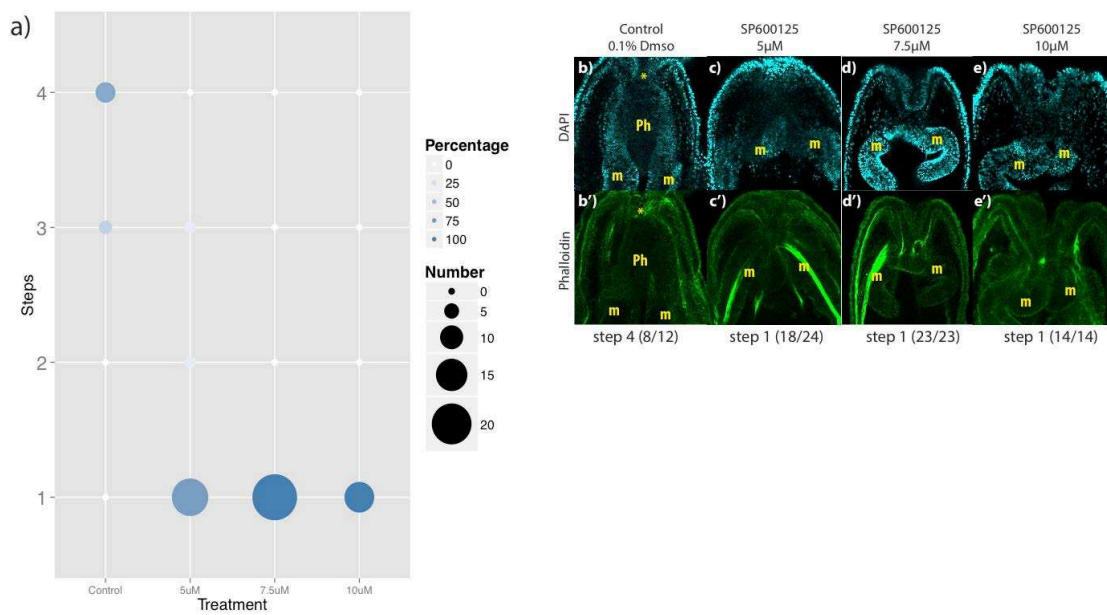 a)
4
3
2
1
Steps
Control 5uM 7.5uM 10uM
Treatment
Percentage
0
25
50
75
100
Number
0
5
10
15
20
Control
0.1% Dmso
SP600125
5µM
SP600125
7.5µM
SP600125
10µM
DAPI
b) * Ph m m
c) m m
d) m m
e) m m
Phalloidin
b') * Ph m m
c') m m
d') m m
e') m m
step 4 (8/12) step 1 (18/24) step 1 (23/23) step 1 (14/14)